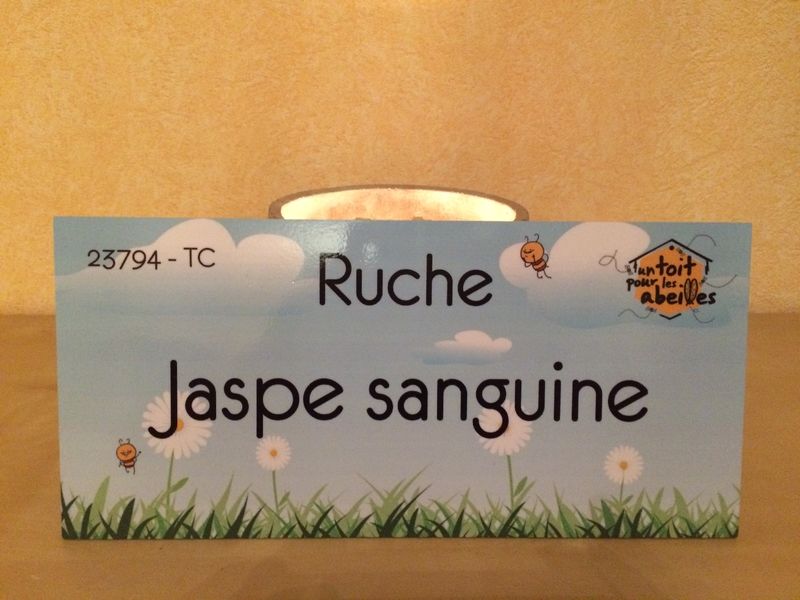 23794 - TC
Ruche
un toit
pour les
abeilles
Jaspe sanguine